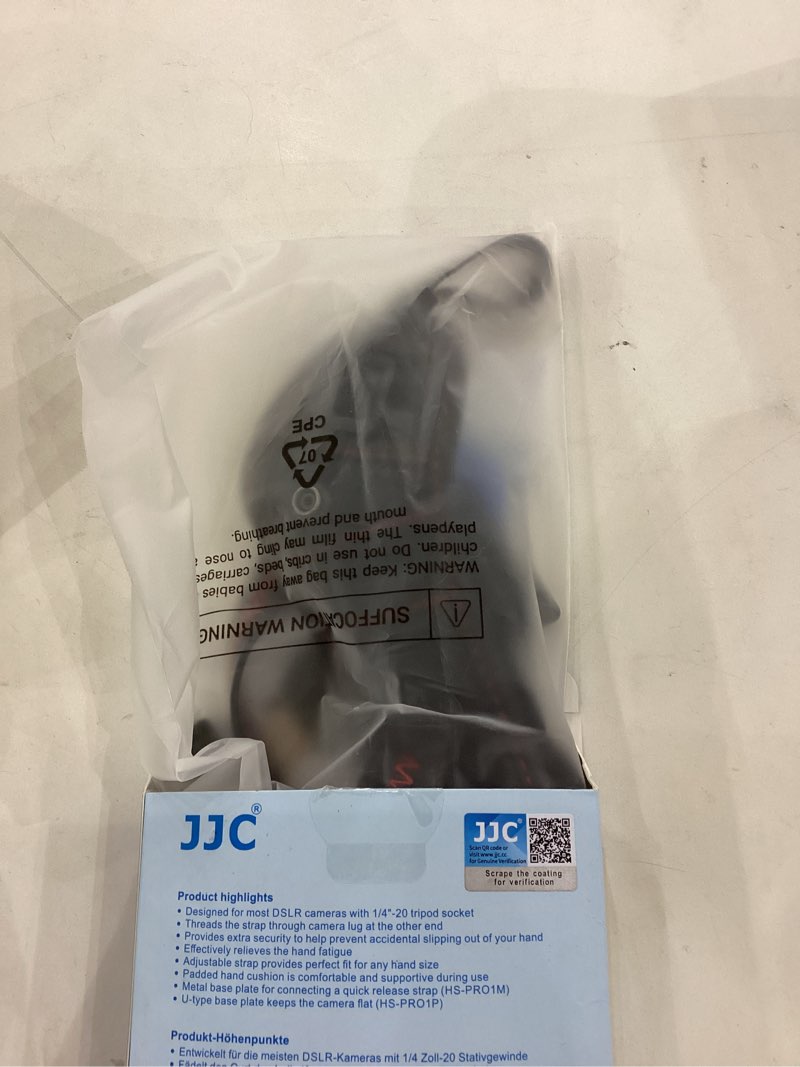 CPE
07
mouth and prevent breathing.
playpens. The thin film may cling to nose
children. Do not use in cribs, beds, carriages
WARNING: Keep this bag away from babies
SUFFOCATION WARNING
JJC®
JJC®
Scan QR code or
visit www.jjc.cc
for Genuine Verification
Scrape the coating
for verification
Product highlights
• Designed for most DSLR cameras with 1/4"-20 tripod socket
• Threads the strap through camera lug at the other end
• Provides extra security to help prevent accidental slipping out of your hand
• Effectively relieves the hand fatigue
• Adjustable strap provides perfect fit for any hand size
• Padded hand cushion is comfortable and supportive during use
• Metal base plate for connecting a quick release strap (HS-PRO1M)
• U-type base plate keeps the camera flat (HS-PRO1P)
Produkt-Höhenpunkte
• Entwickelt für die meisten DSLR-Kameras mit 1/4 Zoll-20 Stativgewinde